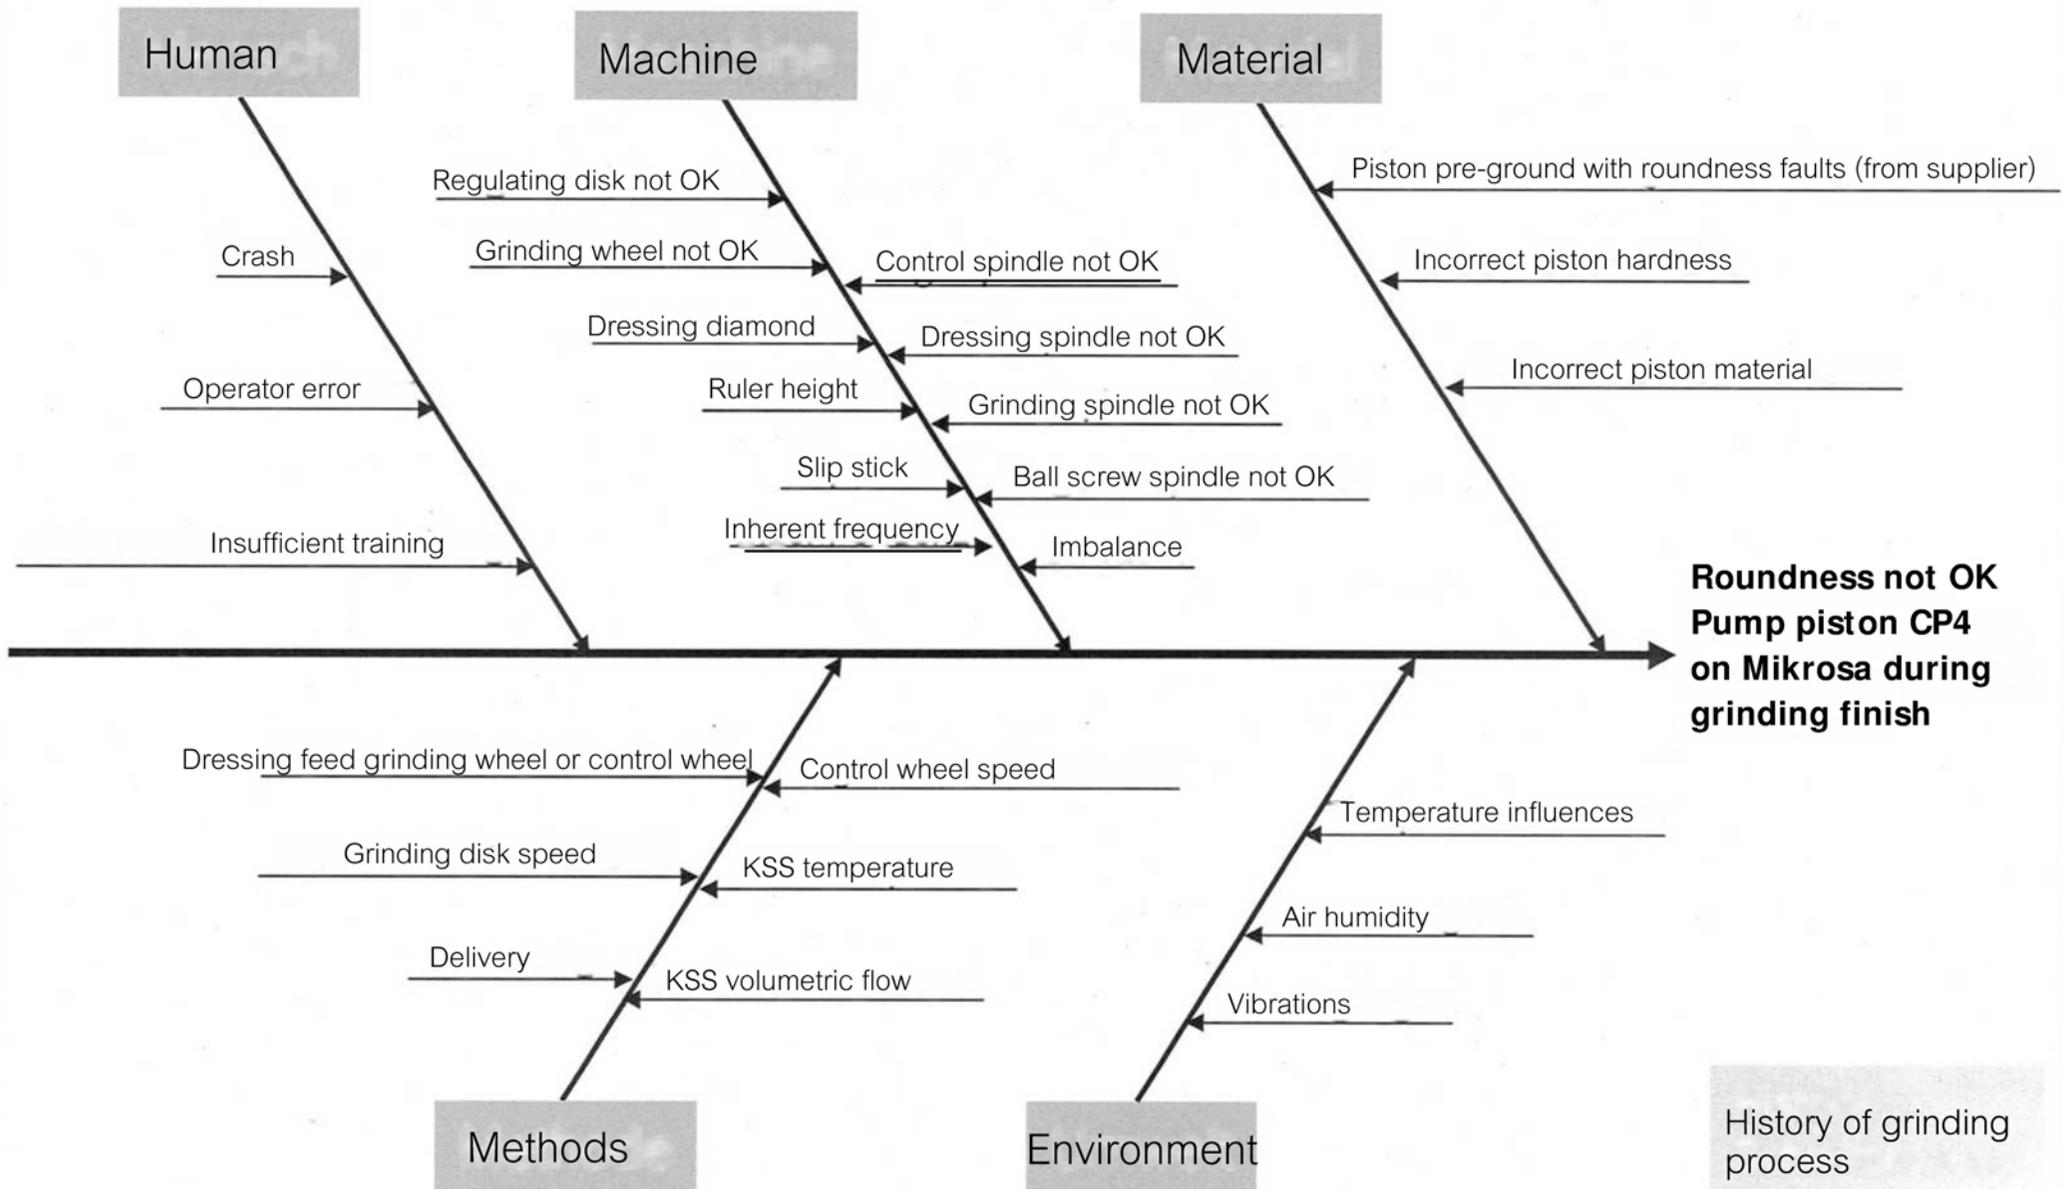 Human
Machine
Material
Regulating disk not OK
Piston pre-ground with roundness faults (from supplier)
Crash
Grinding wheel not OK
Control spindle not OK
Incorrect piston hardness
Dressing diamond
Dressing spindle not OK
Operator error
Ruler height
Grinding spindle not OK
Incorrect piston material
Slip stick
Ball screw spindle not OK
Insufficient training
Inherent frequency
Imbalance
Roundness not OK
Pump piston CP4
on Mikrosa during
grinding finish
Dressing feed grinding wheel or control wheel
Control wheel speed
Temperature influences
Grinding disk speed
KSS temperature
Air humidity
Delivery
KSS volumetric flow
Vibrations
Methods
Environment
History of grinding
process